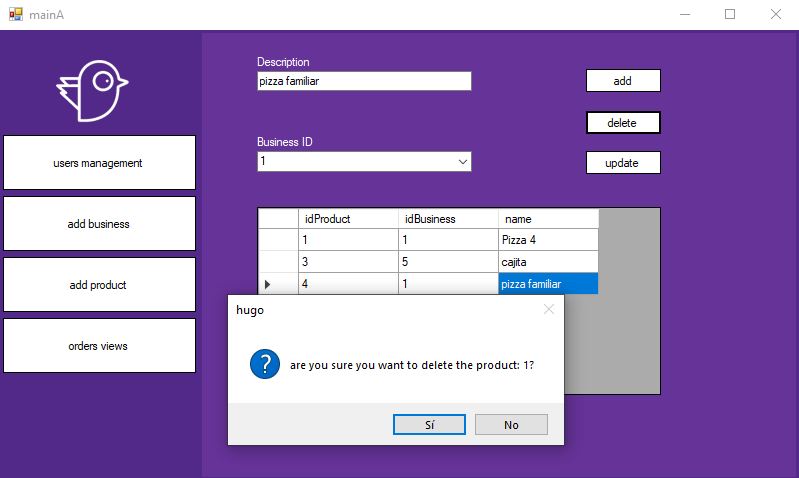 mainA
Description
pizza familiar
add
delete
Business ID
1
update
users management
add business
add product
orders views
idProduct idBusiness name
1 1 Pizza 4
3 5 cajita
4 1 pizza familiar
hugo
are you sure you want to delete the product: 1?
Sí No